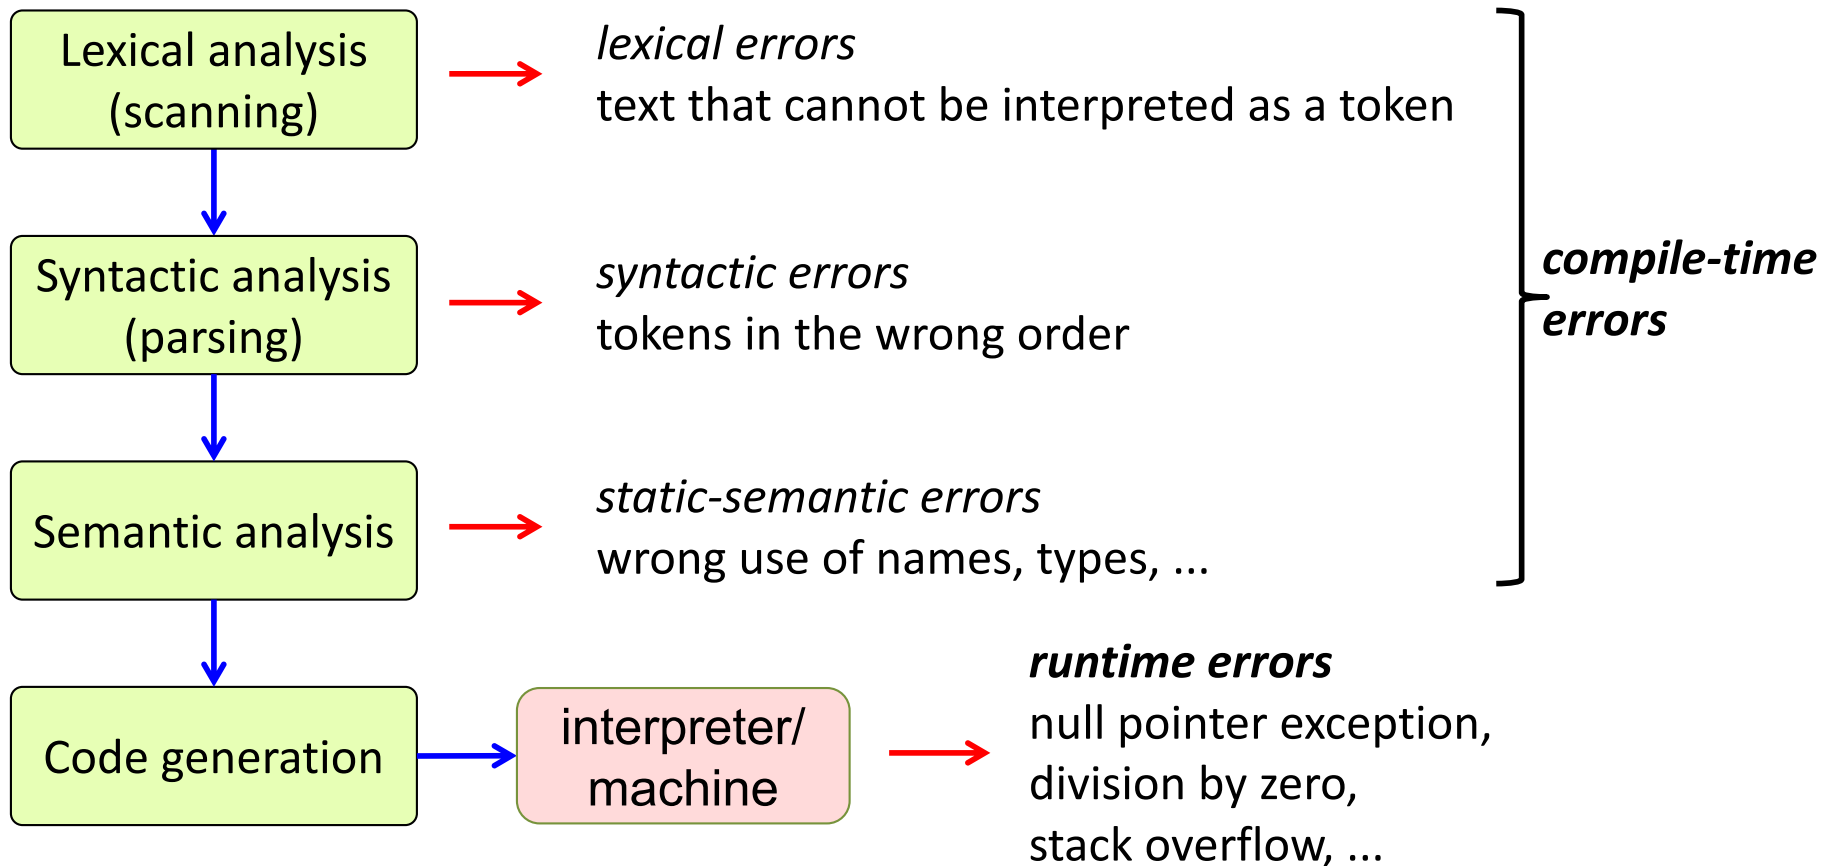 Lexical analysis
(scanning)
lexical errors
text that cannot be interpreted as a token
Syntactic analysis
(parsing)
syntactic errors
tokens in the wrong order
compile-time
errors
Semantic analysis
static-semantic errors
wrong use of names, types, ...
Code generation
interpreter/
machine
runtime errors
null pointer exception,
division by zero,
stack overflow, ...